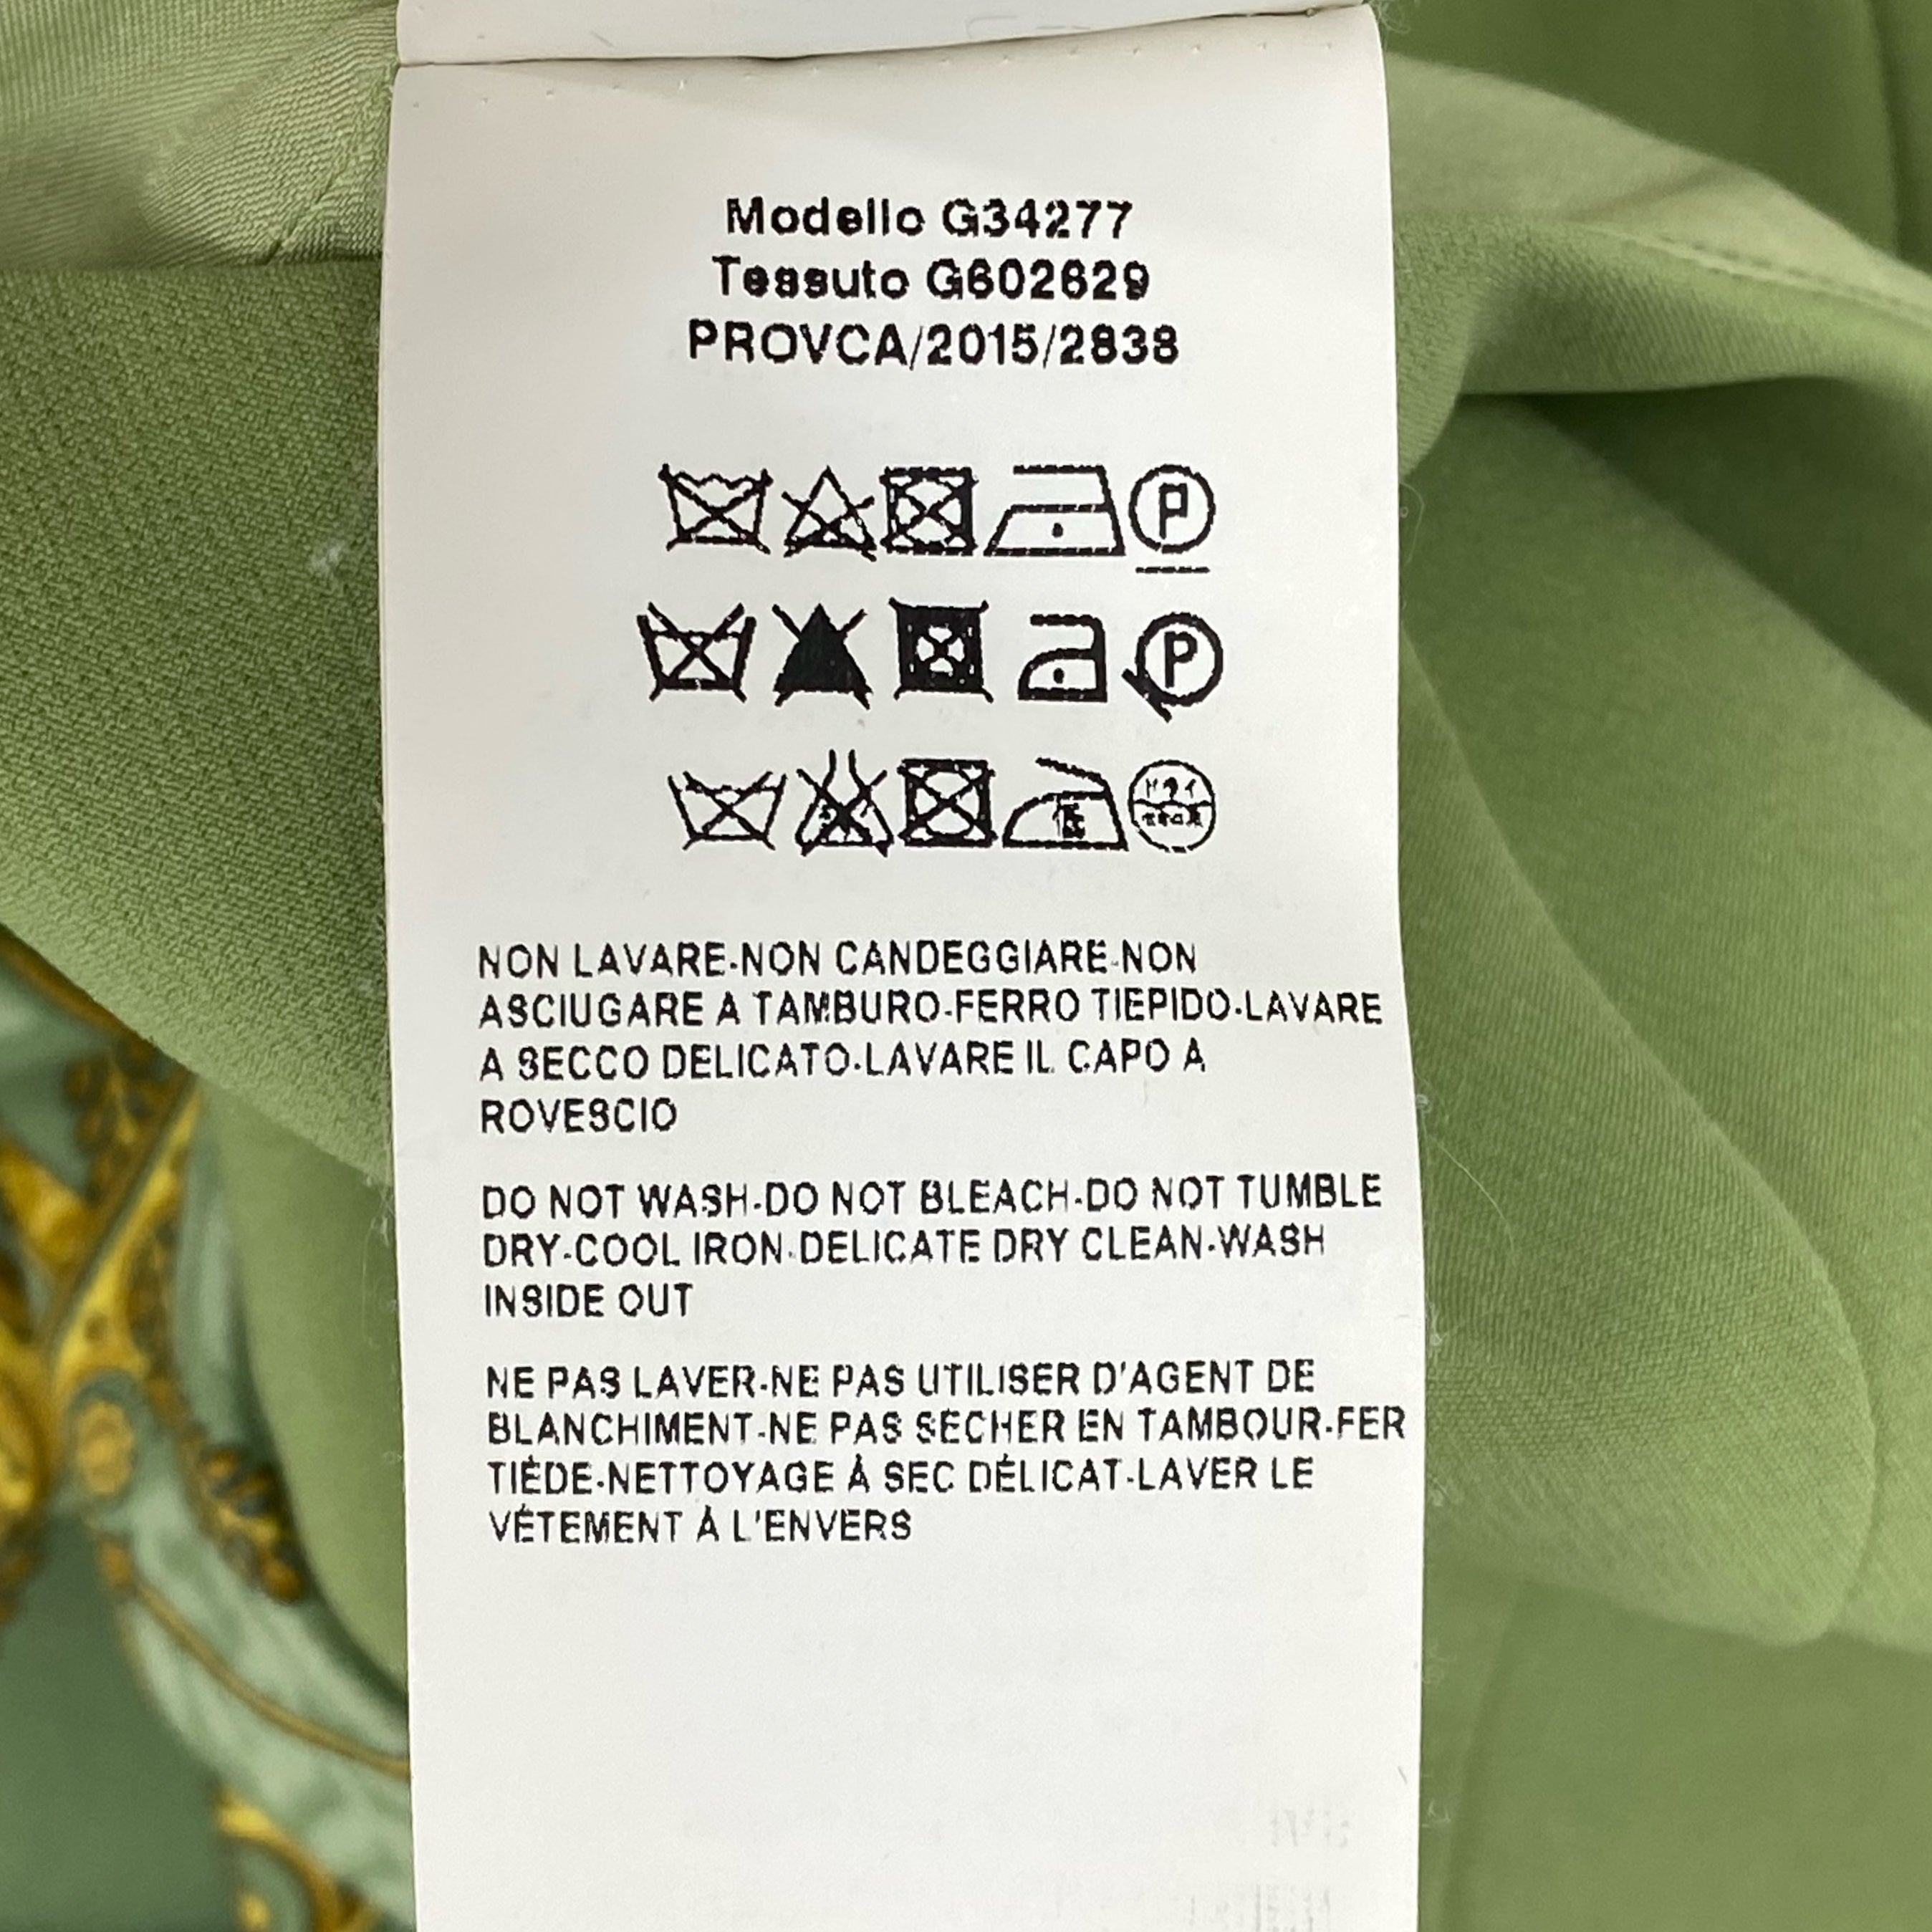 Modello G34277
Tessuto G602629
PROVCA/2015/2838
P
P
NON LAVARE-NON CANDEGGIARE-NON
ASCIUGARE A TAMBURO-FERRO TIEPIDO-LAVARE
A SECCO DELICATO-LAVARE IL CAPO A
ROVESCIO
DO NOT WASH-DO NOT BLEACH-DO NOT TUMBLE
DRY-COOL IRON-DELICATE DRY CLEAN-WASH
INSIDE OUT
NE PAS LAVER-NE PAS UTILISER D'AGENT DE
BLANCHIMENT-NE PAS SÉCHER EN TAMBOUR-FER
TIÈDE-NETTOYAGE À SEC DÉLICAT-LAVER LE
VÊTEMENT À L'ENVERS